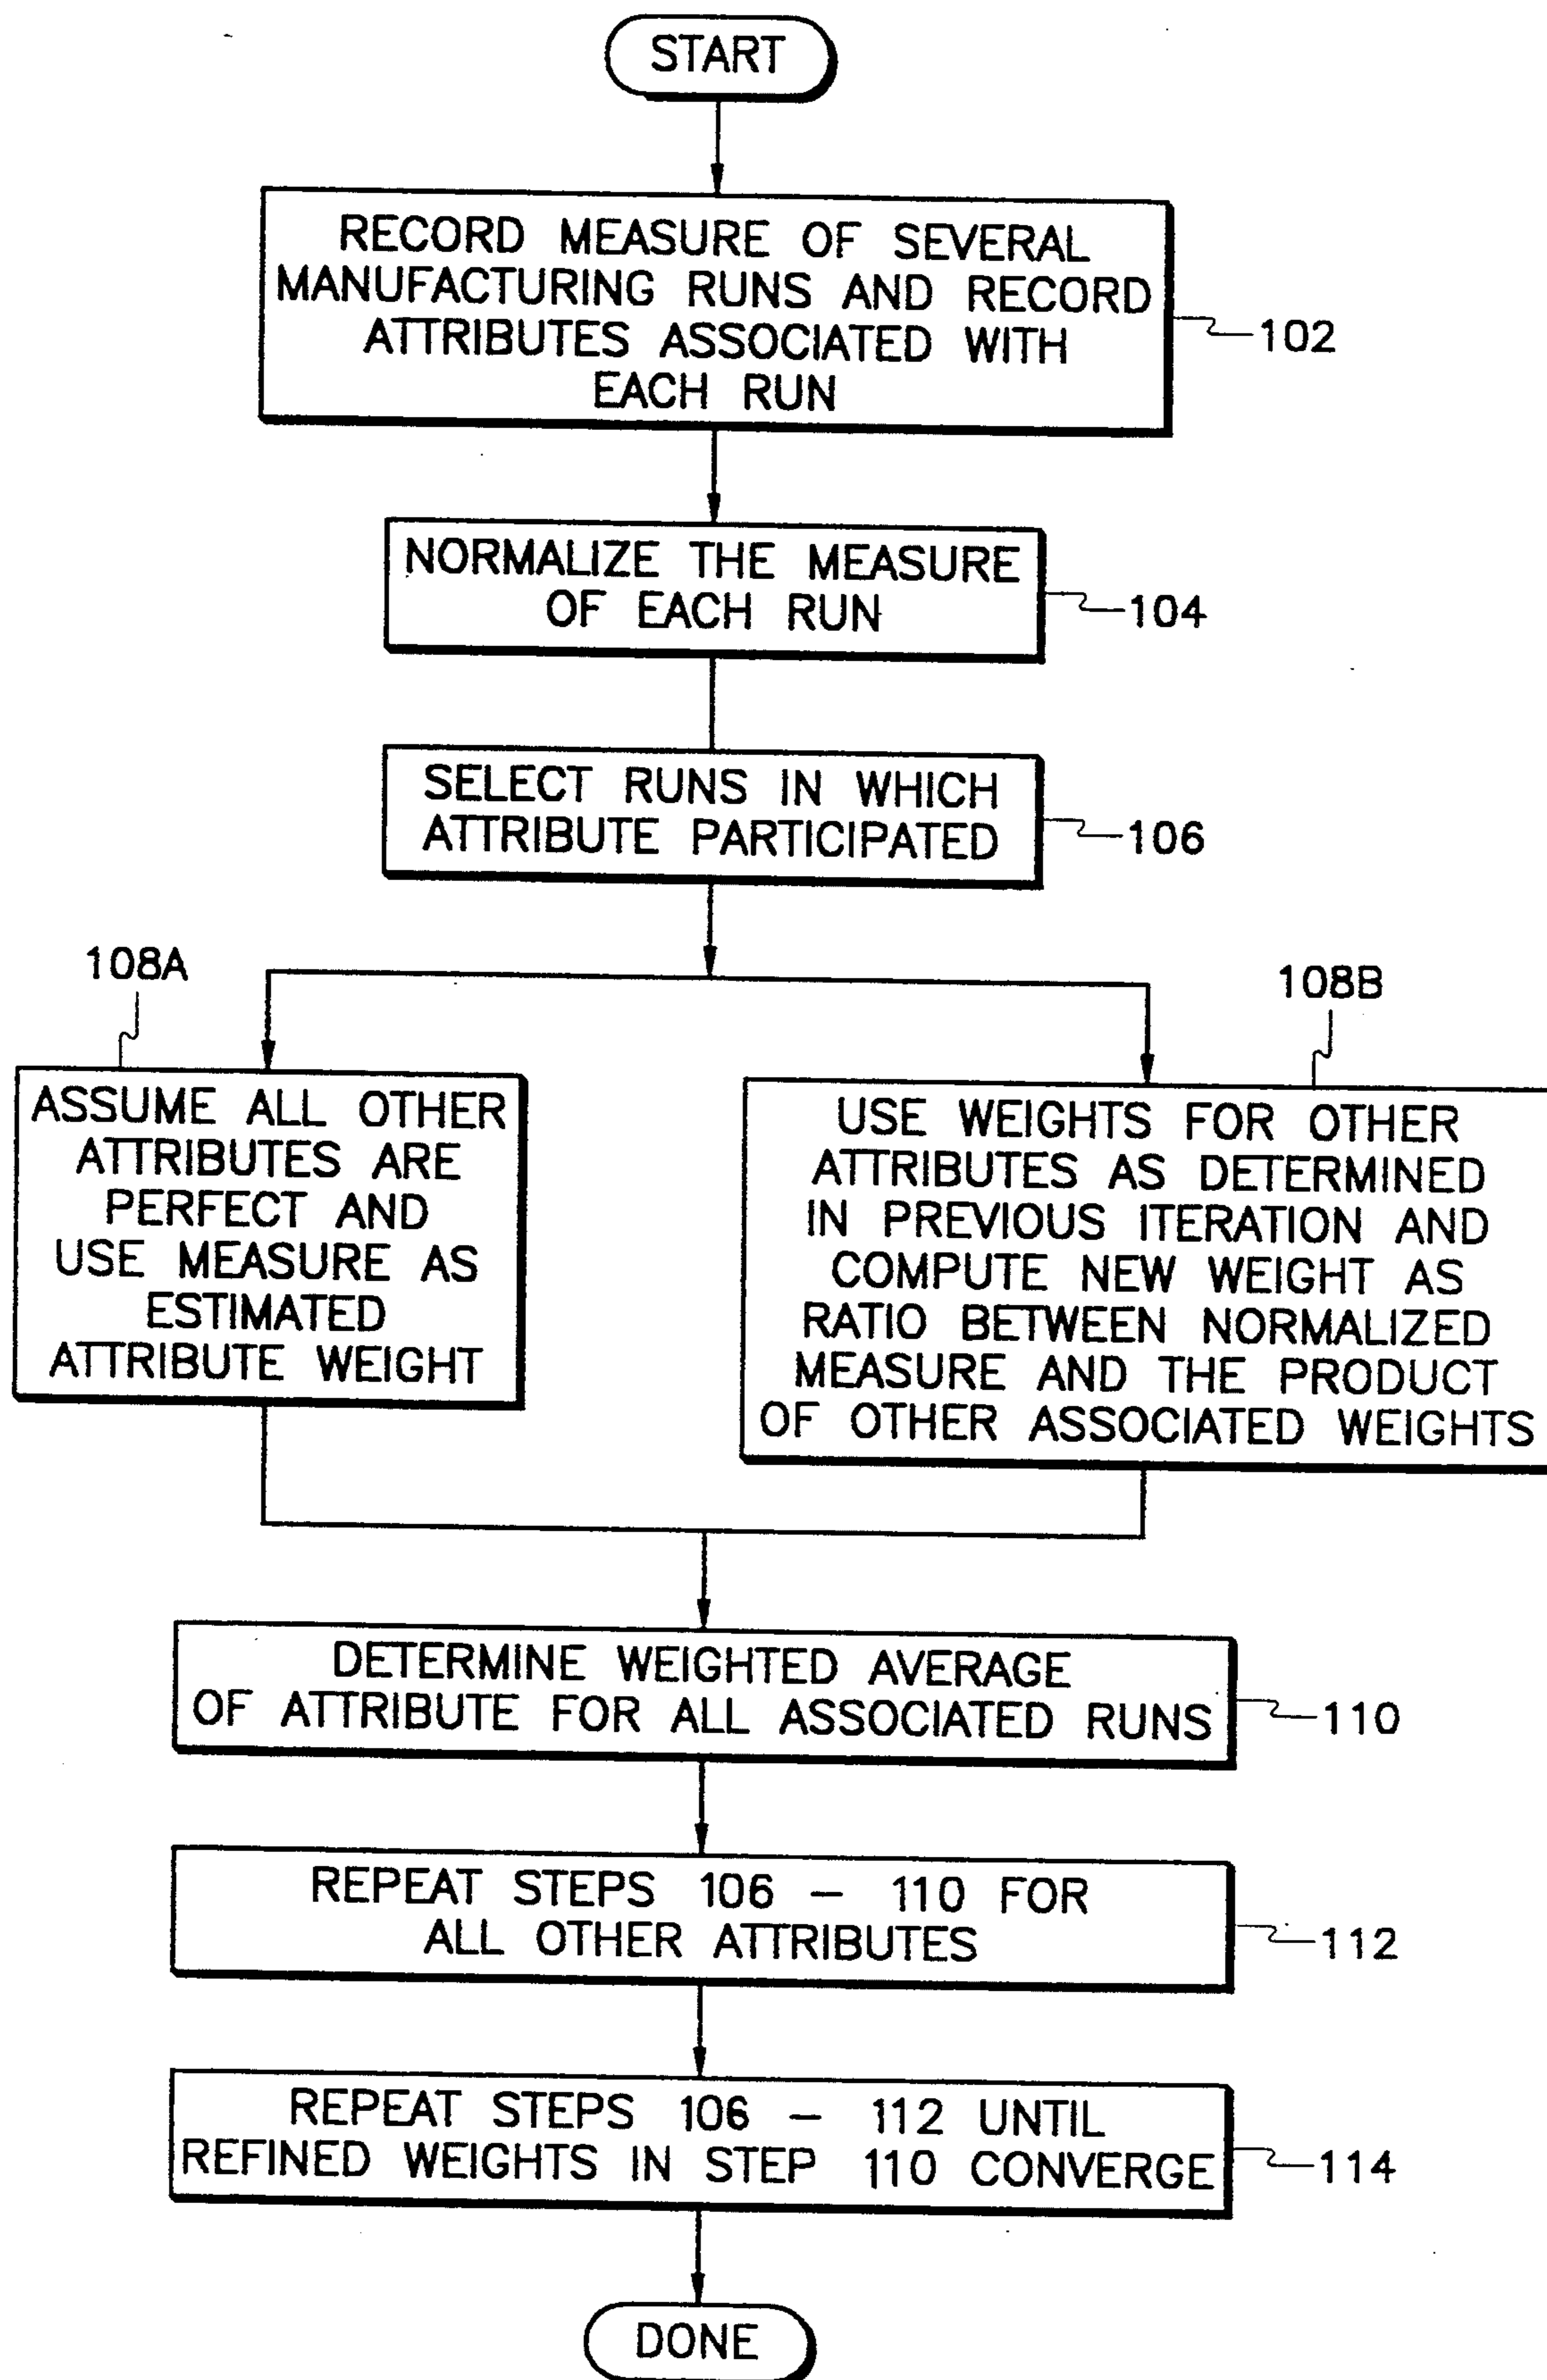 START
RECORD MEASURE OF SEVERAL
MANUFACTURING RUNS AND RECORD
ATTRIBUTES ASSOCIATED WITH
EACH RUN
102
NORMALIZE THE MEASURE
OF EACH RUN
104
SELECT RUNS IN WHICH
ATTRIBUTE PARTICIPATED
106
108A
ASSUME ALL OTHER
ATTRIBUTES ARE
PERFECT AND
USE MEASURE AS
ESTIMATED
ATTRIBUTE WEIGHT
108B
USE WEIGHTS FOR OTHER
ATTRIBUTES AS DETERMINED
IN PREVIOUS ITERATION AND
COMPUTE NEW WEIGHT AS
RATIO BETWEEN NORMALIZED
MEASURE AND THE PRODUCT
OF OTHER ASSOCIATED WEIGHTS
DETERMINE WEIGHTED AVERAGE
OF ATTRIBUTE FOR ALL ASSOCIATED RUNS
110
REPEAT STEPS 106 – 110 FOR
ALL OTHER ATTRIBUTES
112
REPEAT STEPS 106 – 112 UNTIL
REFINED WEIGHTS IN STEP 110 CONVERGE
114
DONE